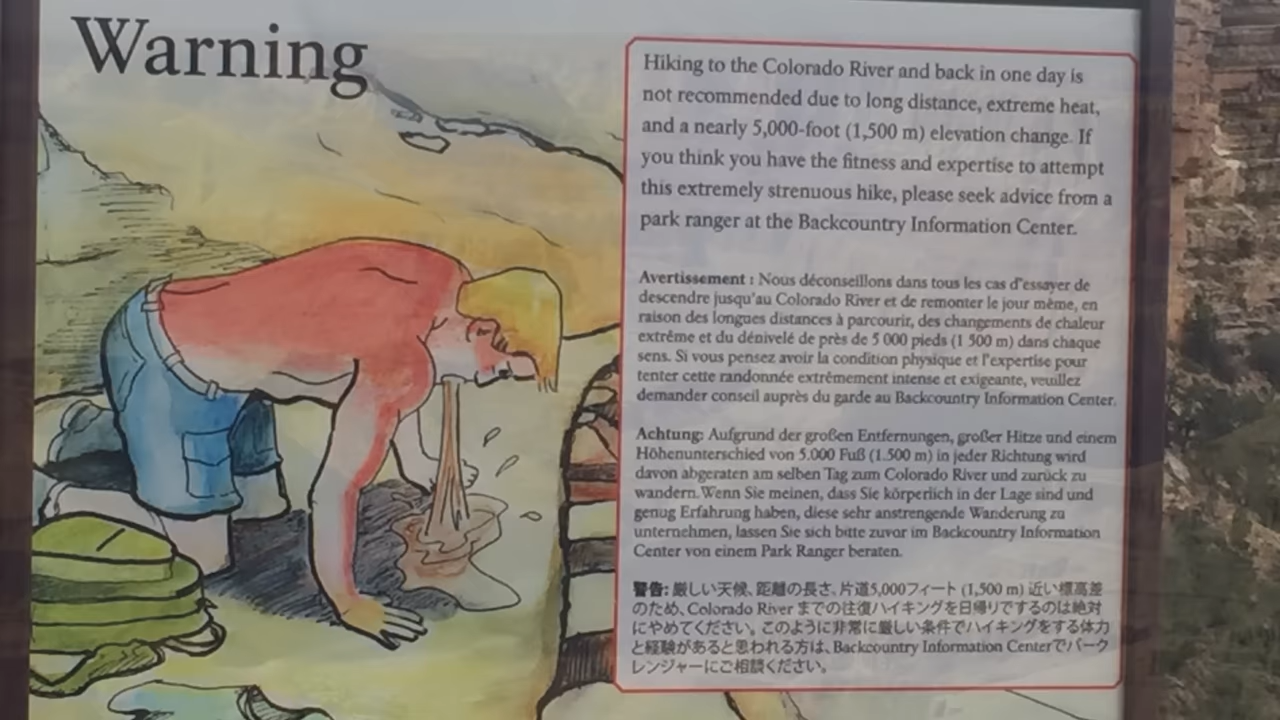 Warning
Hiking to the Colorado River and back in one day is
not recommended due to long distance, extreme heat,
and a nearly 5,000-foot (1,500 m) elevation change. If
you think you have the fitness and expertise to attempt
this extremely strenuous hike, please seek advice from a
park ranger at the Backcountry Information Center.
Avertissement : Nous déconseillons dans tous les cas d'essayer de
descendre jusqu'au Colorado River et de remonter le jour même, en
raison des longues distances à parcourir, des changements de chaleur
extrême et du dénivelé de près de 5 000 pieds (1 500 m) dans chaque
sens. Si vous pensez avoir la condition physique et l'expertise pour
tenter cette randonnée extrêmement intense et exigeante, veuillez
demander conseil auprès du garde au Backcountry Information Center.
Achtung: Aufgrund der großen Entfernungen, großer Hitze und einem
Höhenunterschied von 5.000 Fuß (1.500 m) in jeder Richtung wird
davon abgeraten am selben Tag zum Colorado River und zurück zu
wandern. Wenn Sie meinen, dass Sie körperlich in der Lage sind und
genug Erfahrung haben, diese sehr anstrengende Wanderung zu
unternehmen, lassen Sie sich bitte zuvor im Backcountry Information
Center von einem Park Ranger beraten.
警告: 厳しい天候、距離の長さ、片道5,000フィート (1,500 m) 近い標高差
のため、Colorado River までの往復ハイキングを日帰りでするのは絶対
にやめてください。このように非常に厳しい条件でハイキングをする体力
と経験があると思われる方は、Backcountry Information Centerでパーク
レンジャーにご相談ください。